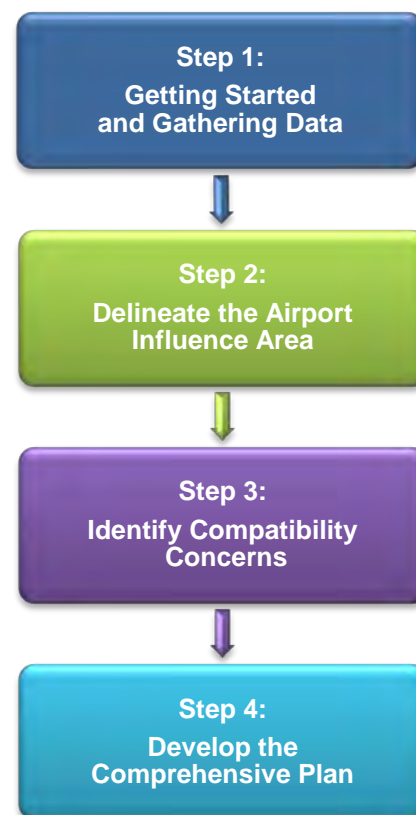 Step 1:
Getting Started
and Gathering Data
Step 2:
Delineate the Airport
Influence Area
Step 3:
Identify Compatibility
Concerns
Step 4:
Develop the
Comprehensive Plan